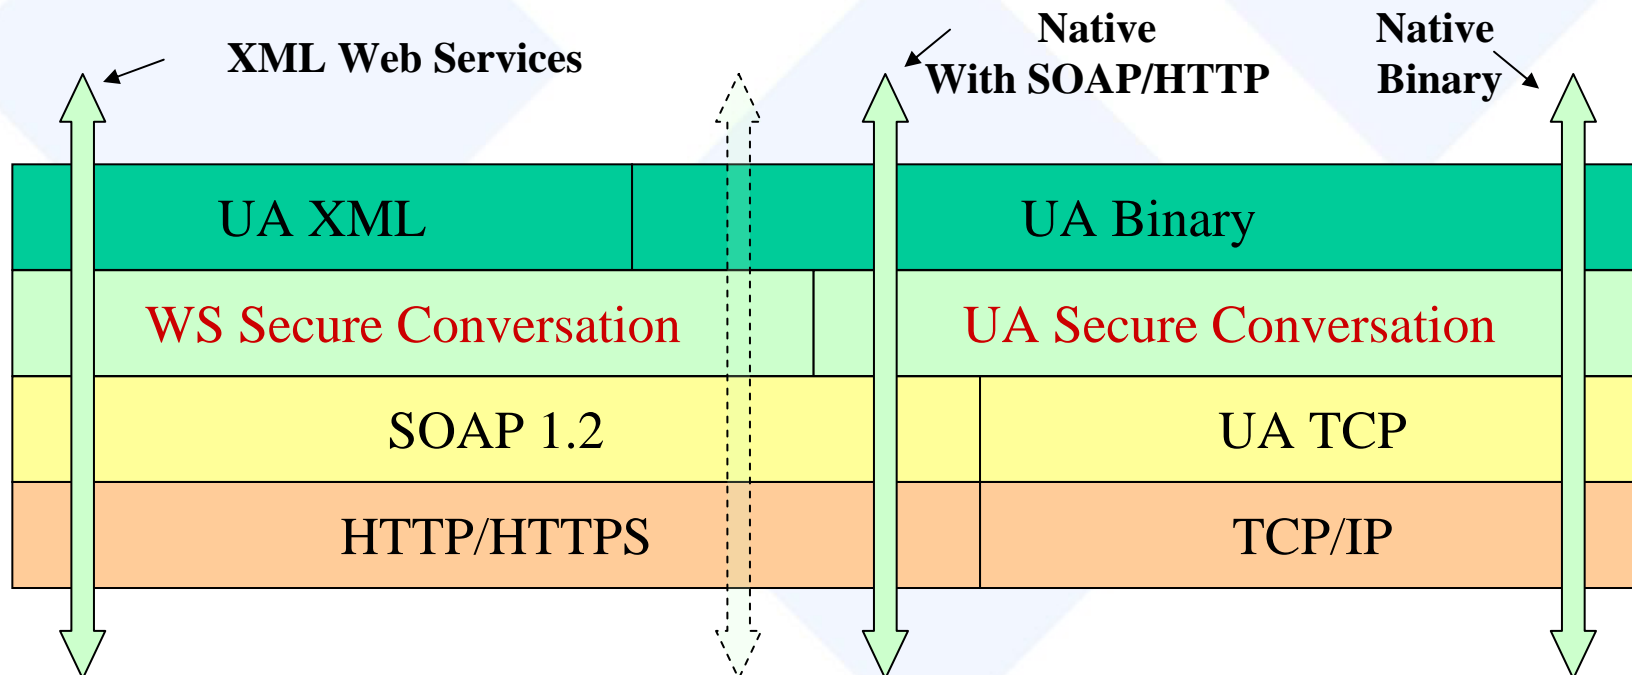 XML Web Services
Native
With SOAP/HTTP
Native
Binary
UA XML
UA Binary
WS Secure Conversation
UA Secure Conversation
SOAP 1.2
UA TCP
HTTP/HTTPS
TCP/IP